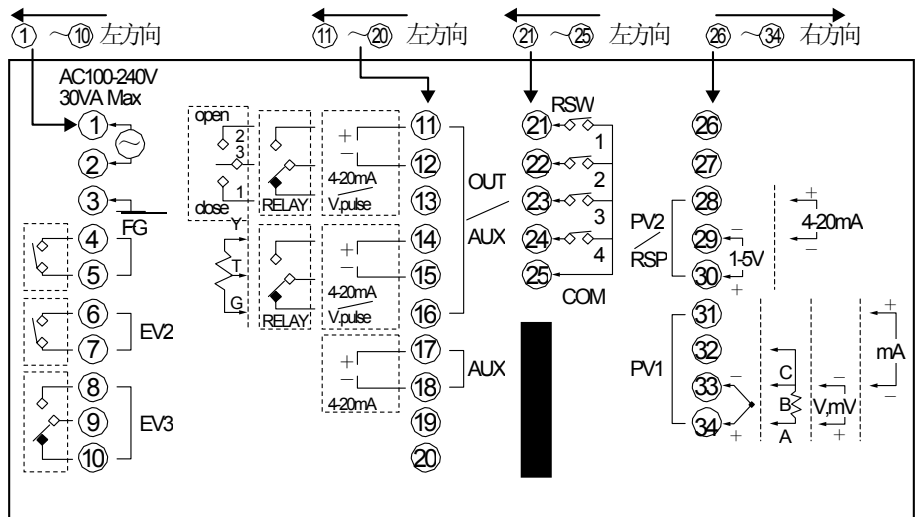 ① ～⑩ 左方向
⑪ ～⑳ 左方向
㉑ ～㉕ 左方向
㉖ ～㉞ 右方向
AC100-240V
30VA Max
①
②
③
FG
④
⑤
⑥
⑦
EV2
⑧
⑨
⑩
EV3
open
2
3
1
close
Y
T
G
RELAY
RELAY
+
−
4-20mA
V.pulse
+
−
4-20mA
V.pulse
+
−
4-20mA
⑪
⑫
⑬
⑭
⑮
⑯
⑰
⑱
⑲
⑳
OUT
AUX
AUX
RSW
㉑
1
㉒
2
㉓
3
㉔
4
㉕
COM
PV2
RSP
PV1
㉖
㉗
㉘
㉙
㉚
㉛
㉜
㉝
㉞
−
1-5V
+
+
4-20mA
−
−
+
C
B
A
−
V,mV
+
+
mA
−